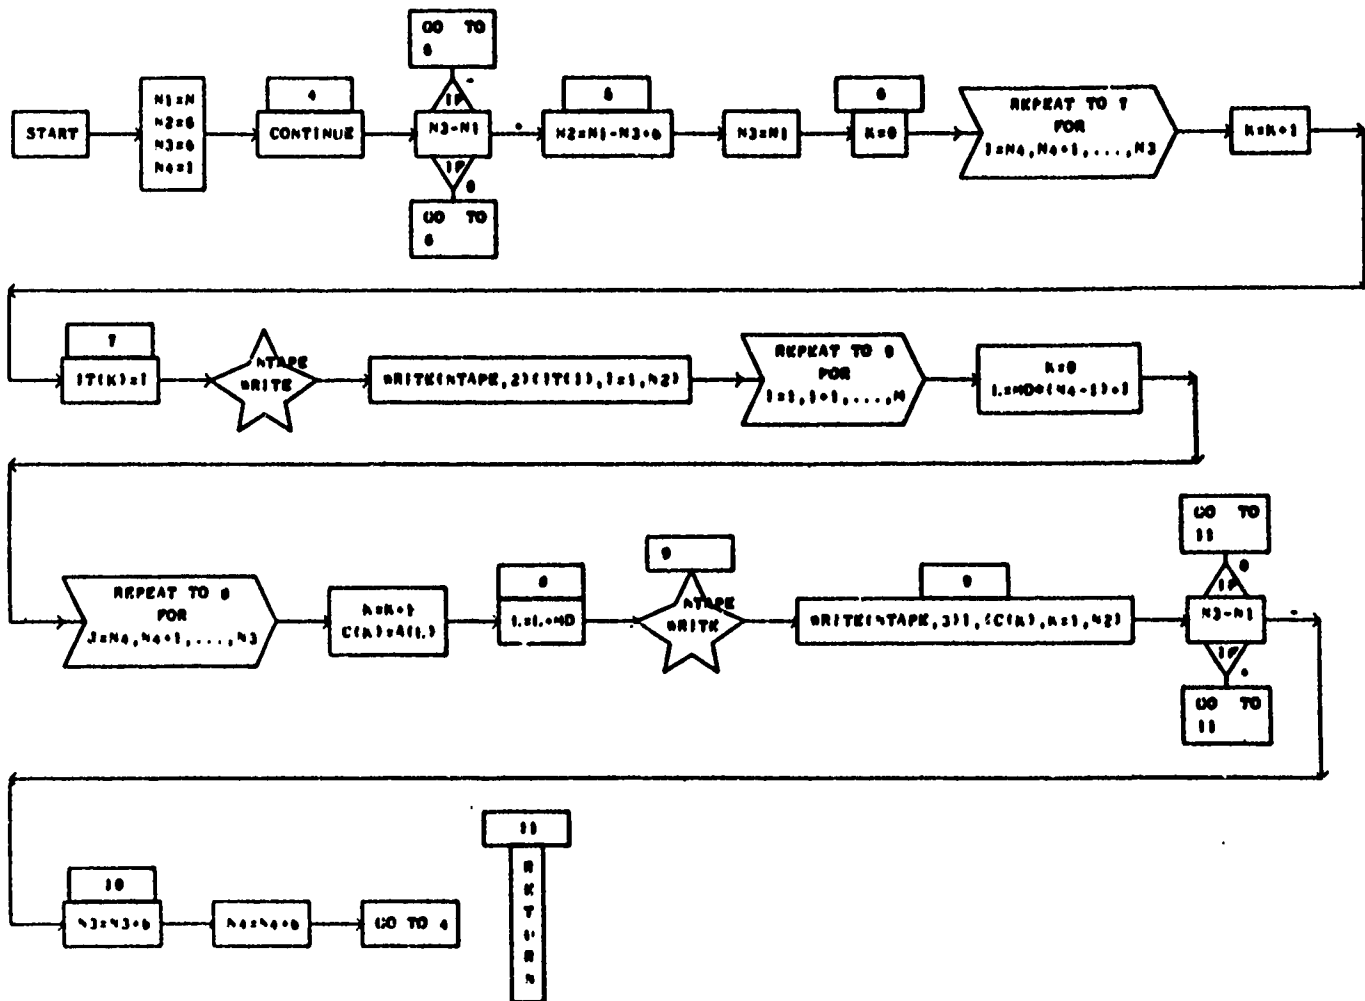 GO TO
6
START
N1=N
N2=6
N3=6
N4=1
4
CONTINUE
IF -
N3-N1
+
IF 0
GO TO
6
5
N2=N1-N3+6
N3=N1
6
K=0
REPEAT TO 7
FOR
I=N4,N4+1,...,N3
K=K+1
7
IT(K)=I
NTAPE
WRITE
WRITE(NTAPE,2)(IT(I),I=1,N2)
REPEAT TO 9
FOR
I=1,1+1,...,M
K=0
L=MD*(N4-1)+I
REPEAT TO 8
FOR
J=N4,N4+1,...,N3
K=K+1
C(K)=A(L)
8
L=L+MD
9
NTAPE
WRITE
9
WRITE(NTAPE,3)I,(C(K),K=1,N2)
GO TO
11
IF 0
N3-N1
-
IF +
GO TO
11
10
N3=N3+6
N4=N4+6
GO TO 4
11
RETURN